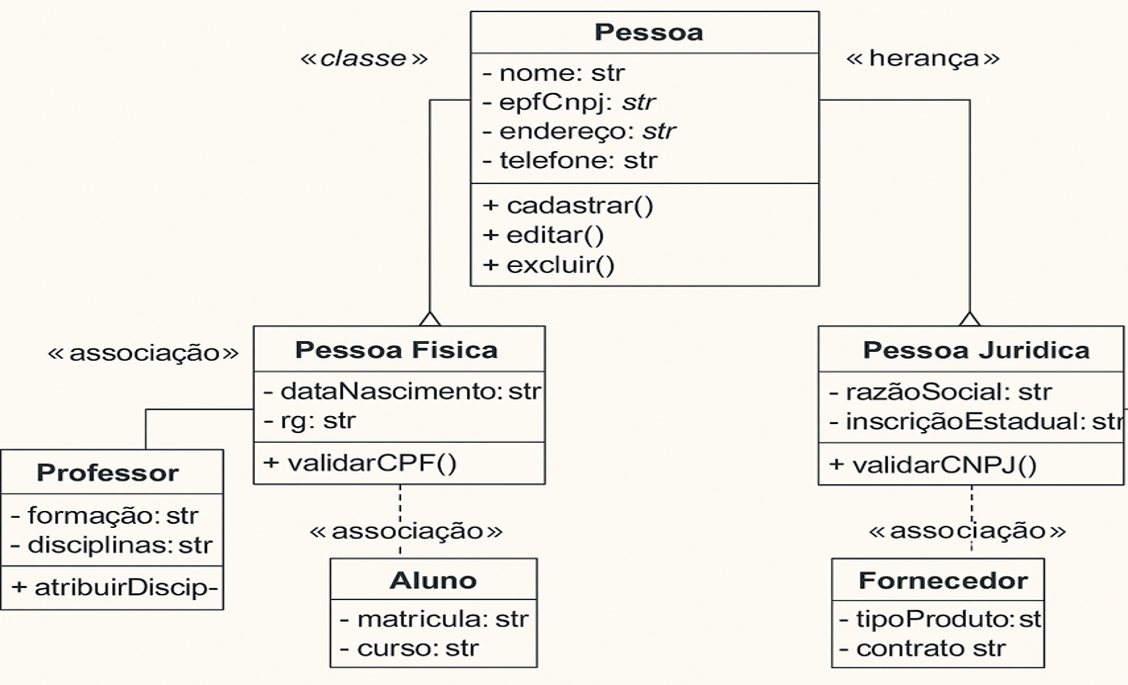 Pessoa
«classe»
«herança»
- nome: str
- epfCnpj: str
- endereço: str
- telefone: str
+ cadastrar()
+ editar()
+ excluir()
«associação»
Pessoa Fisica
- dataNascimento: str
- rg: str
+ validarCPF()
Pessoa Juridica
- razãoSocial: str
- inscriçãoEstadual: str
+ validarCNPJ()
Professor
- formação: str
- disciplinas: str
+ atribuirDiscip-
«associação»
Aluno
- matricula: str
- curso: str
«associação»
Fornecedor
- tipoProduto: st
- contrato str